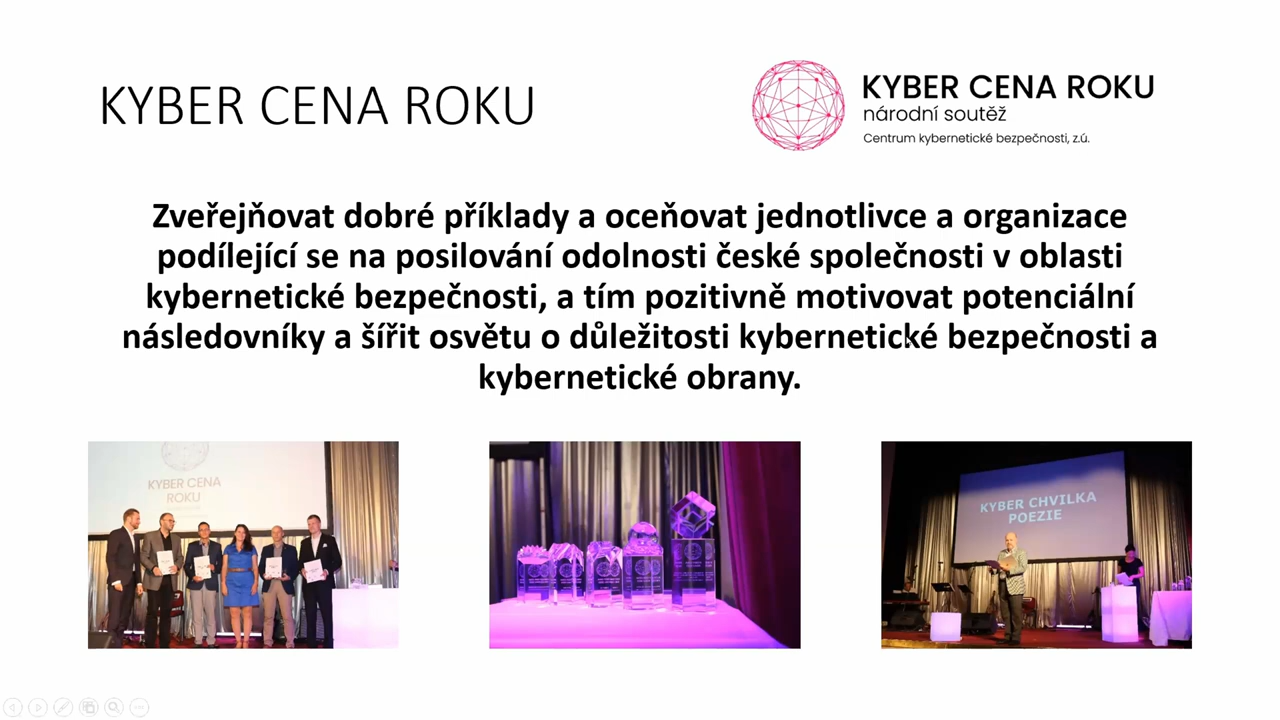 KYBER CENA ROKU
KYBER CENA ROKU
národní soutěž
Centrum kybernetické bezpečnosti, z.ú.
Zveřejňovat dobré příklady a oceňovat jednotlivce a organizace
podílející se na posilování odolnosti české společnosti v oblasti
kybernetické bezpečnosti, a tím pozitivně motivovat potenciální
následovníky a šířit osvětu o důležitosti kybernetické bezpečnosti a
kybernetické obrany.
KYBER CENA
ROKU
KYBER CHVILKA
POEZIE